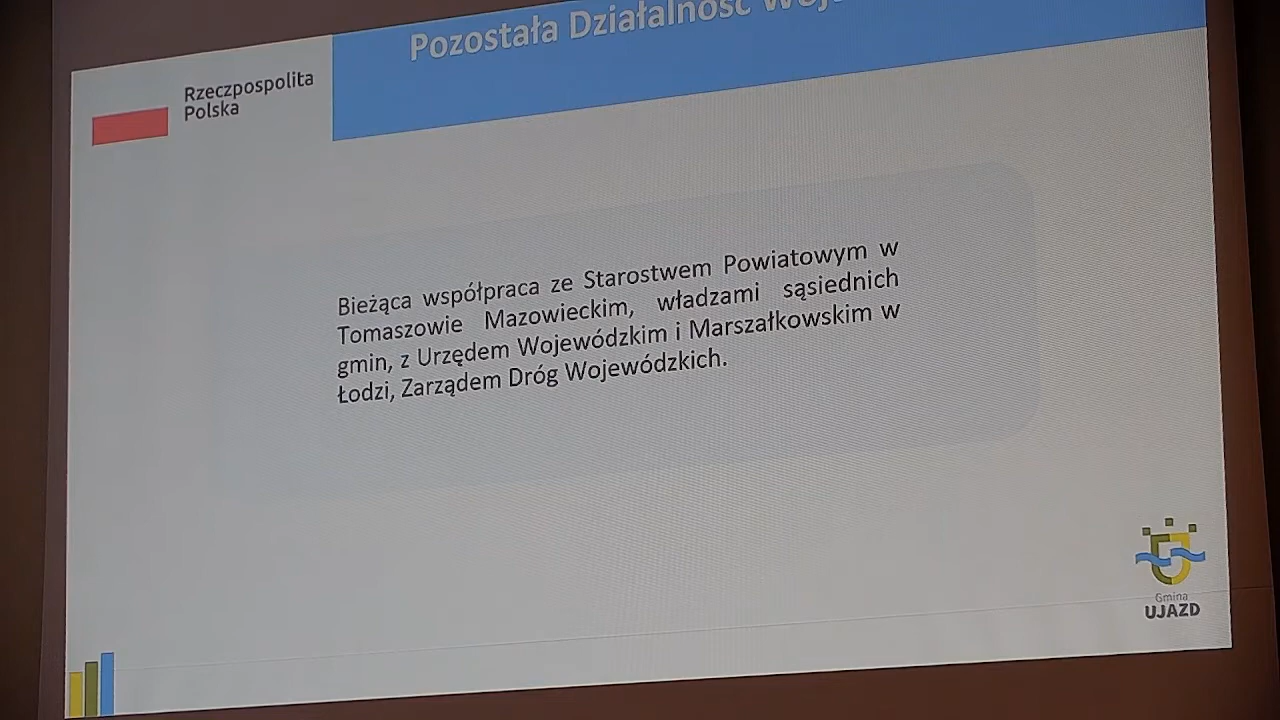 Pozostała Działalność
Rzeczpospolita
Polska
Bieżąca współpraca ze Starostwem Powiatowym w
Tomaszowie Mazowieckim, władzami sąsiednich
gmin, z Urzędem Wojewódzkim i Marszałkowskim w
Łodzi, Zarządem Dróg Wojewódzkich.
Gmina
UJAZD